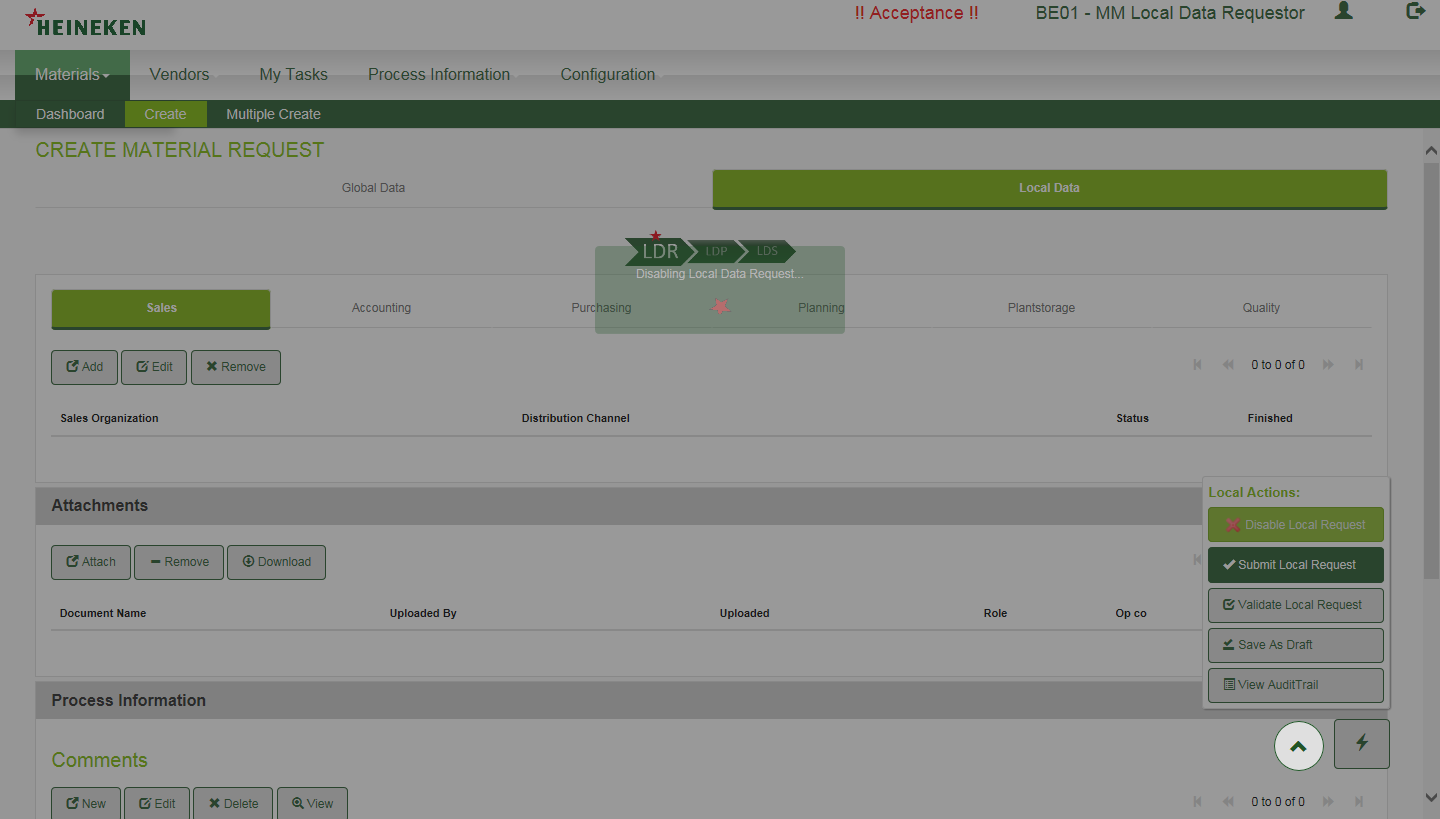 HEINEKEN
!! Acceptance !!
BE01 - MM Local Data Requestor
Materials
Vendors
My Tasks
Process Information
Configuration
Dashboard
Create
Multiple Create
CREATE MATERIAL REQUEST
Global Data
Local Data
LDR
LDP
LDS
Disabling Local Data Request...
Sales
Accounting
Purchasing
Planning
Plantstorage
Quality
Add
Edit
Remove
0 to 0 of 0
Sales Organization
Distribution Channel
Status
Finished
Attachments
Attach
Remove
Download
Document Name
Uploaded By
Uploaded
Role
Op co
Local Actions:
Disable Local Request
Submit Local Request
Validate Local Request
Save As Draft
View AuditTrail
Process Information
Comments
New
Edit
Delete
View
0 to 0 of 0